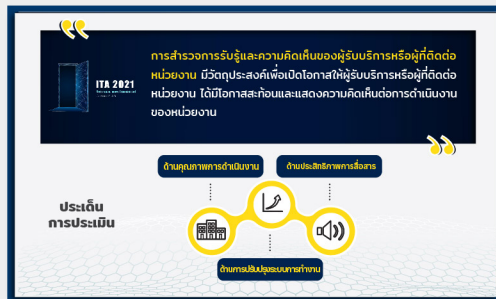 การสำรวจการรับรู้และความคิดเห็นของผู้รับบริการหรือผู้ที่ติดต่อ
หน่วยงาน มีวัตถุประสงค์เพื่อเปิดโอกาสให้ผู้รับบริการหรือผู้ที่ติดต่อ
หน่วยงาน ได้มีโอกาสสะท้อนและแสดงความคิดเห็นต่อการดำเนินงาน
ของหน่วยงาน
ITA 2021
ด้านคุณภาพการดำเนินงาน
ด้านประสิทธิภาพการสื่อสาร
ประเด็น
การประเมิน
ด้านการปรับปรุงระบบการทำงาน